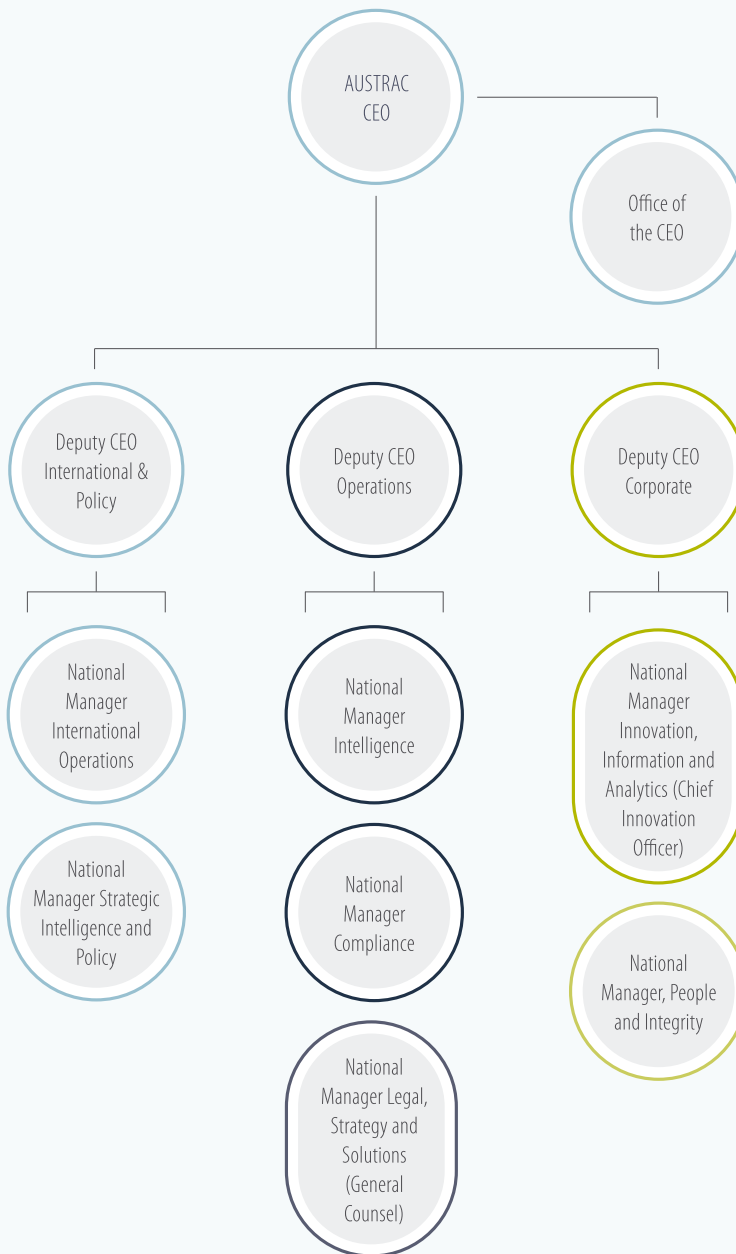 AUSTRAC
CEO
Office of
the CEO
Deputy CEO
International &
Policy
Deputy CEO
Operations
Deputy CEO
Corporate
National
Manager
International
Operations
National
Manager Strategic
Intelligence and
Policy
National
Manager
Intelligence
National
Manager
Compliance
National
Manager Legal,
Strategy and
Solutions
(General
Counsel)
National
Manager
Innovation,
Information and
Analytics (Chief
Innovation
Officer)
National
Manager, People
and Integrity